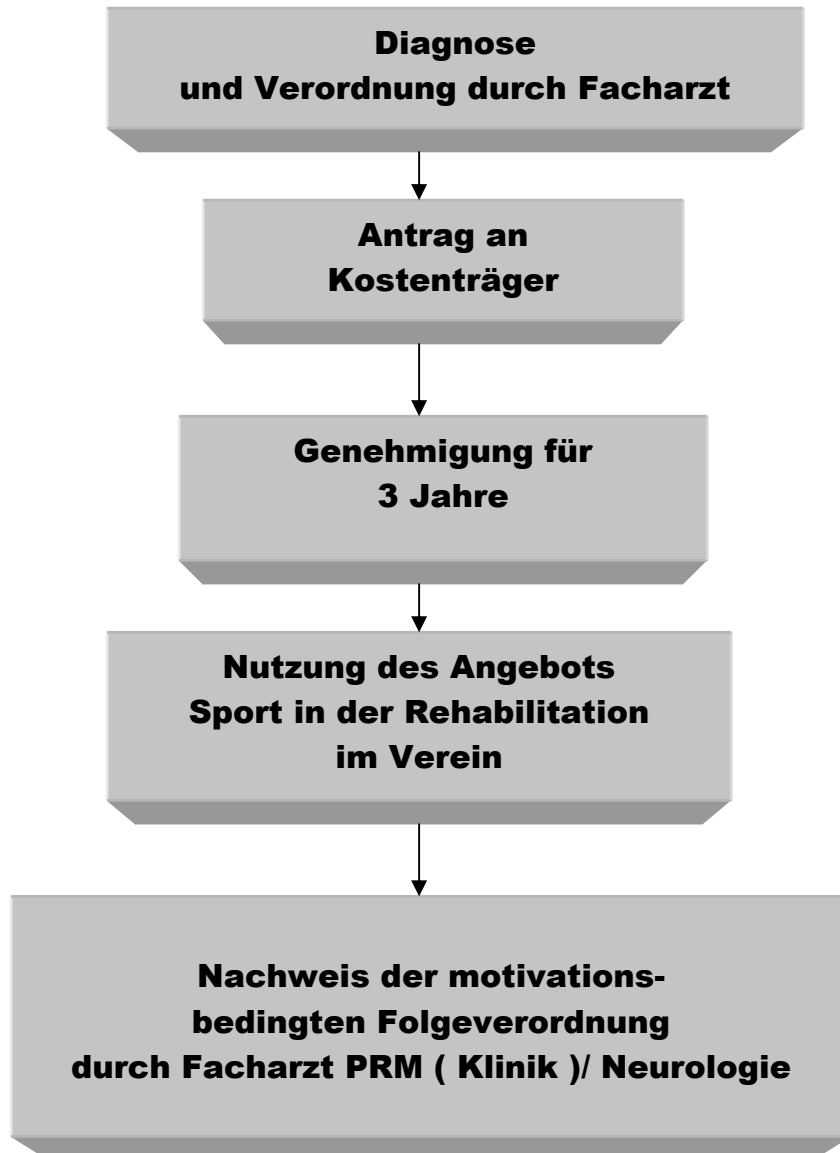 Diagnose
und Verordnung durch Facharzt
Antrag an
Kostenträger
Genehmigung für
3 Jahre
Nutzung des Angebots
Sport in der Rehabilitation
im Verein
Nachweis der motivations-
bedingten Folgeverordnung
durch Facharzt PRM ( Klinik )/ Neurologie